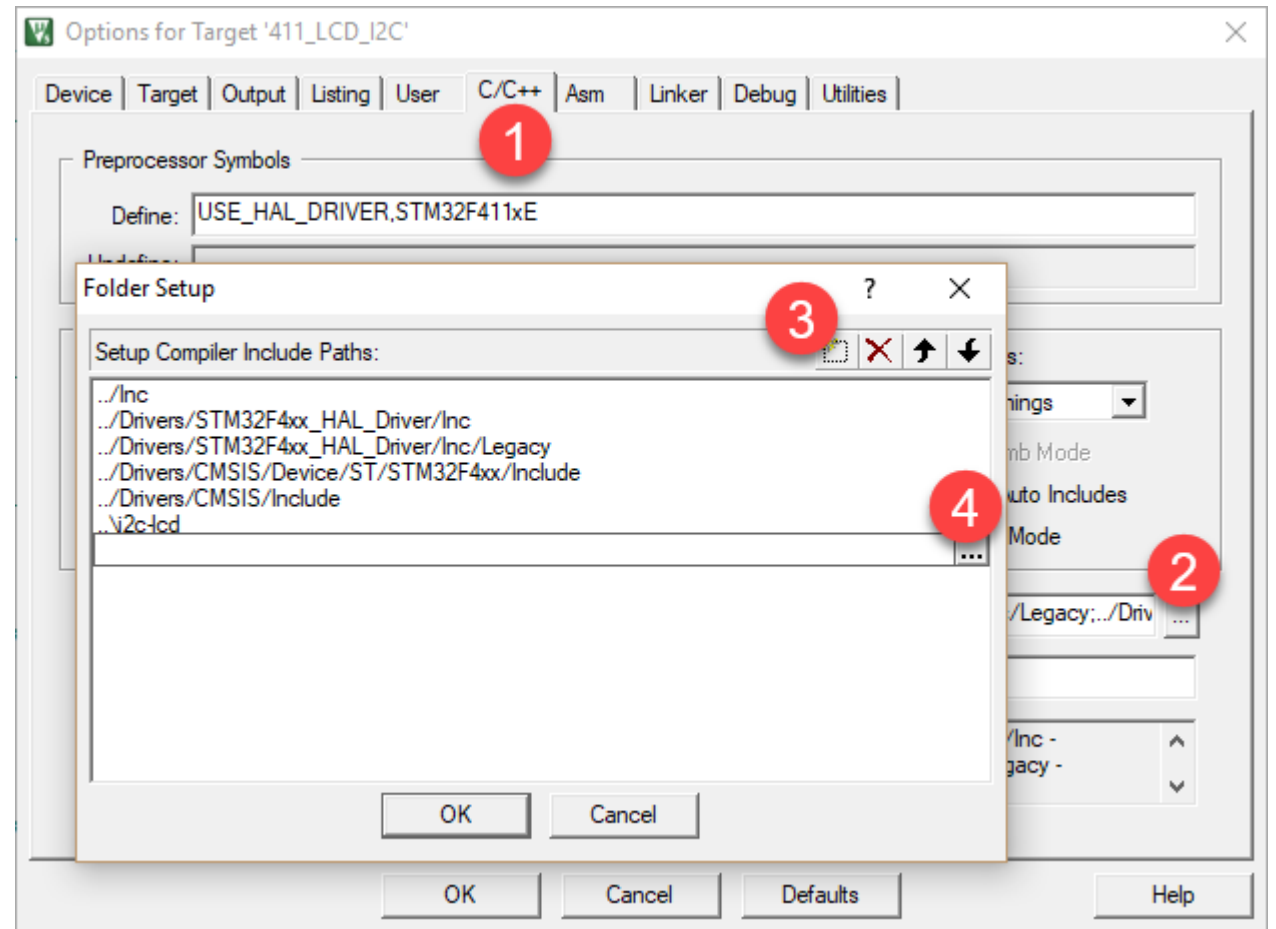 Options for Target '411_LCD_I2C'
Device Target Output Listing User C/C++ Asm Linker Debug Utilities
1
Preprocessor Symbols
Define: USE_HAL_DRIVER,STM32F411xE
Folder Setup ?
3
Setup Compiler Include Paths:
s:
../Inc
../Drivers/STM32F4xx_HAL_Driver/Inc
../Drivers/STM32F4xx_HAL_Driver/Inc/Legacy
../Drivers/CMSIS/Device/ST/STM32F4xx/Include
../Drivers/CMSIS/Include
..\i2c-lcd
...
4
nings
mb Mode
uto Includes
Mode
2
/Legacy;../Driv ...
/Inc -
gacy -
OK Cancel
OK Cancel Defaults Help